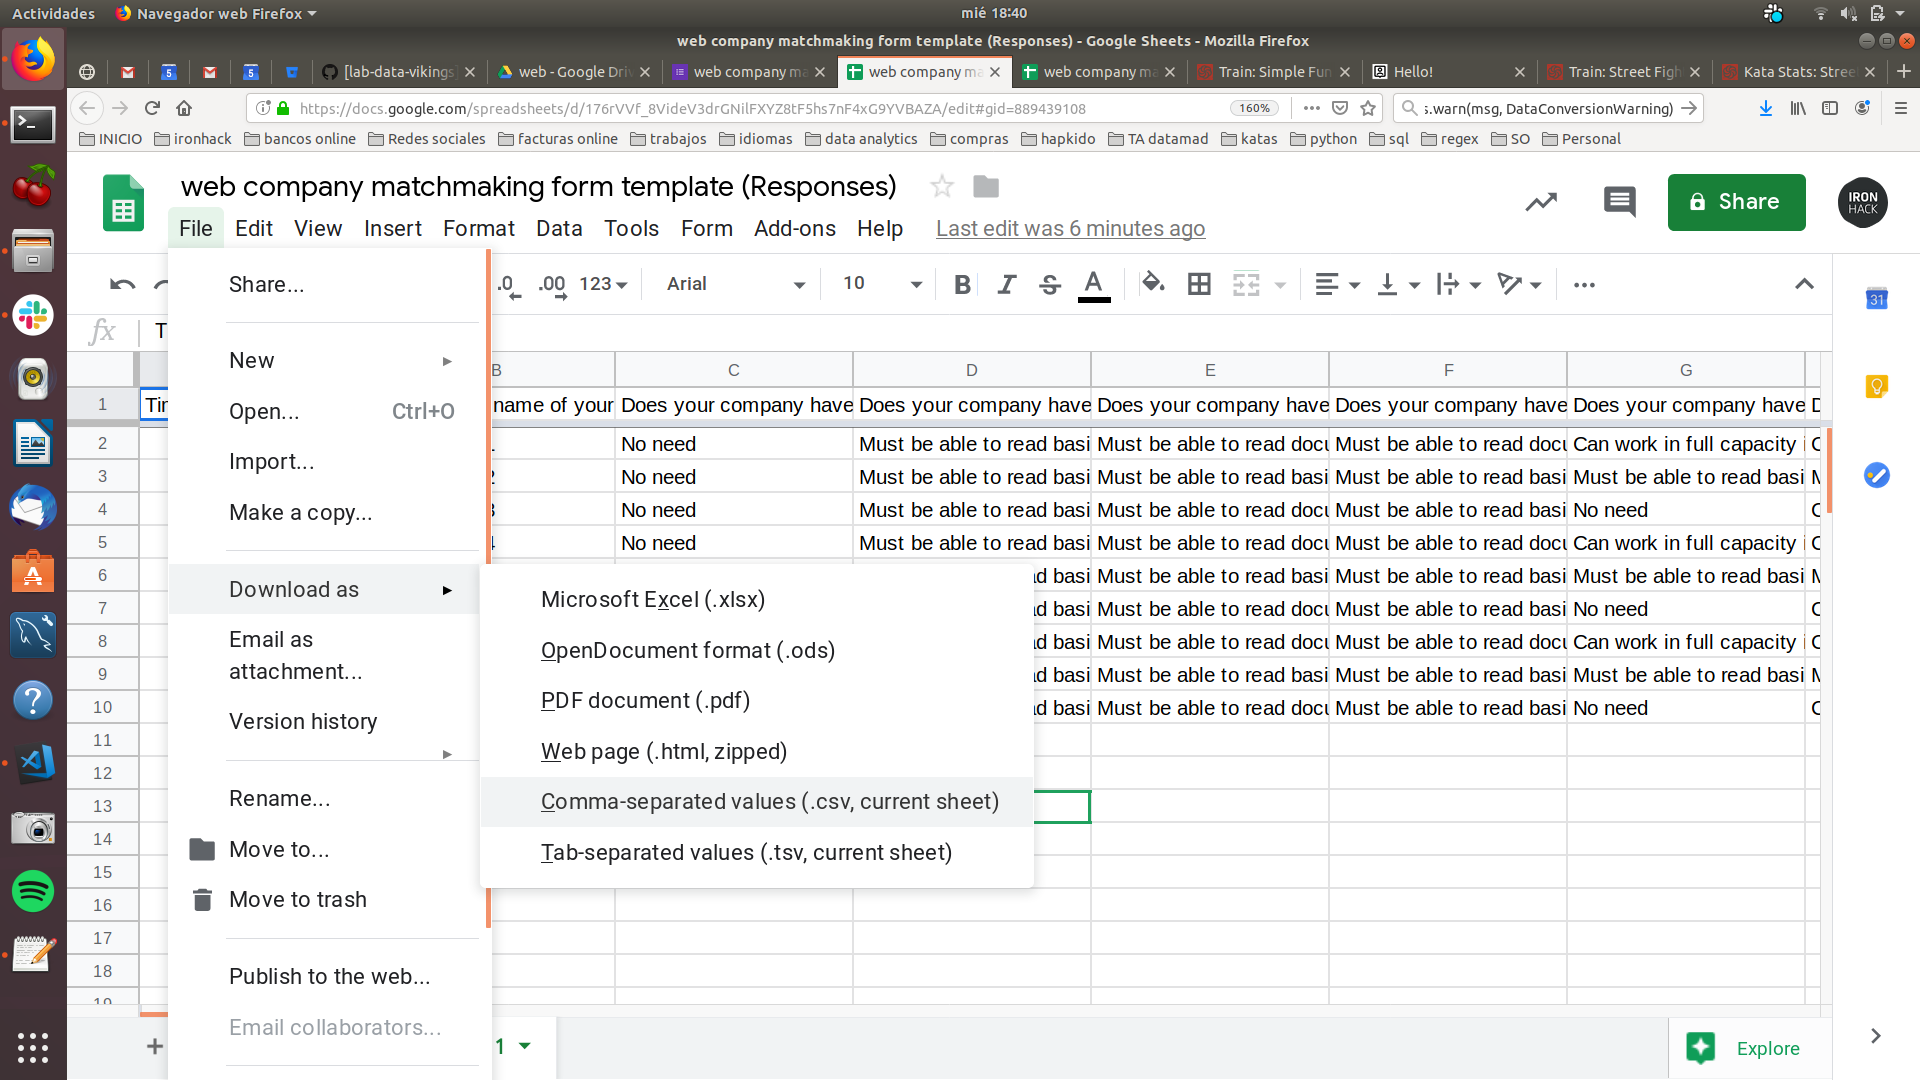 Actividades
Navegador web Firefox
mié 18:40
web company matchmaking form template (Responses) - Google Sheets - Mozilla Firefox
[lab-data-vikings]
web - Google Driv
web company ma
web company ma
web company ma
Train: Simple Fun
Hello!
Train: Street Figh
Kata Stats: Stree
https://docs.google.com/spreadsheets/d/176rVVf_8VideV3drGNilFXYZ8tF5hs7nF4xG9YVBAZA/edit#gid=889439108
160%
s.warn(msg, DataConversionWarning)
INICIO
ironhack
bancos online
Redes sociales
facturas online
trabajos
idiomas
data analytics
compras
hapkido
TA datamad
katas
python
sql
regex
SO
Personal
web company matchmaking form template (Responses)
Share
IRON
HACK
File Edit View Insert Format Data Tools Form Add-ons Help
Last edit was 6 minutes ago
.0 .00 123 Arial 10 B I S A
fx T
B C D E F G
1 Tin name of your Does your company have Does your company have Does your company have Does your company have Does your company have D
2 1 No need Must be able to read basi Must be able to read docu Must be able to read docu Can work in full capacity i C
3 2 No need Must be able to read basi Must be able to read basi Must be able to read basi Must be able to read basi M
4 3 No need Must be able to read basi Must be able to read docu Must be able to read basi No need C
5 4 No need Must be able to read basi Must be able to read docu Must be able to read docu Can work in full capacity i C
6 d basi Must be able to read basi Must be able to read basi Must be able to read basi M
7 d basi Must be able to read docu Must be able to read basi No need C
8 d basi Must be able to read docu Must be able to read docu Can work in full capacity i C
9 d basi Must be able to read basi Must be able to read basi Must be able to read basi M
10 d basi Must be able to read docu Must be able to read basi No need C
11
12
13
14
15
16
17
18
19
Share...
New
Open... Ctrl+O
Import...
Make a copy...
Download as
Email as
attachment...
Version history
Rename...
Move to...
Move to trash
Publish to the web...
Email collaborators...
Microsoft Excel (.xlsx)
OpenDocument format (.ods)
PDF document (.pdf)
Web page (.html, zipped)
Comma-separated values (.csv, current sheet)
Tab-separated values (.tsv, current sheet)
31
1
Explore